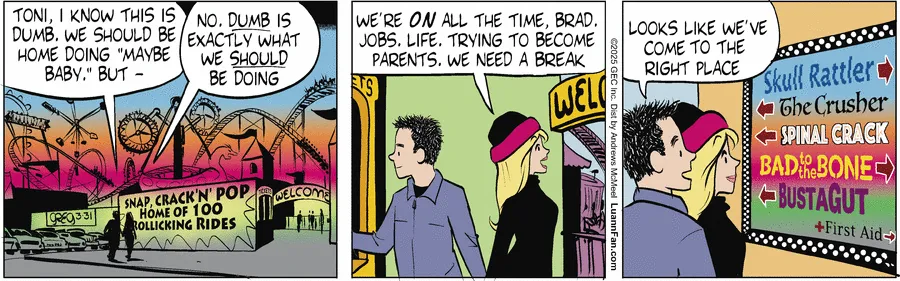 TONI, I KNOW THIS IS
DUMB. WE SHOULD BE
HOME DOING "MAYBE
BABY." BUT –
NO. DUMB IS
EXACTLY WHAT
WE SHOULD
BE DOING
GREG 3-31
SNAP, CRACK 'N' POP
HOME OF 100
ROLLICKING RIDES
WELCOME
WE'RE ON ALL THE TIME, BRAD.
JOBS. LIFE. TRYING TO BECOME
PARENTS. WE NEED A BREAK
ETS
WELC
©2025 GEC Inc. Dist by Andrews McMeel LuannFan.com
LOOKS LIKE WE'VE
COME TO THE
RIGHT PLACE
Skull Rattler
The Crusher
SPINAL CRACK
BAD to the BONE
BUSTAGUT
+First Aid